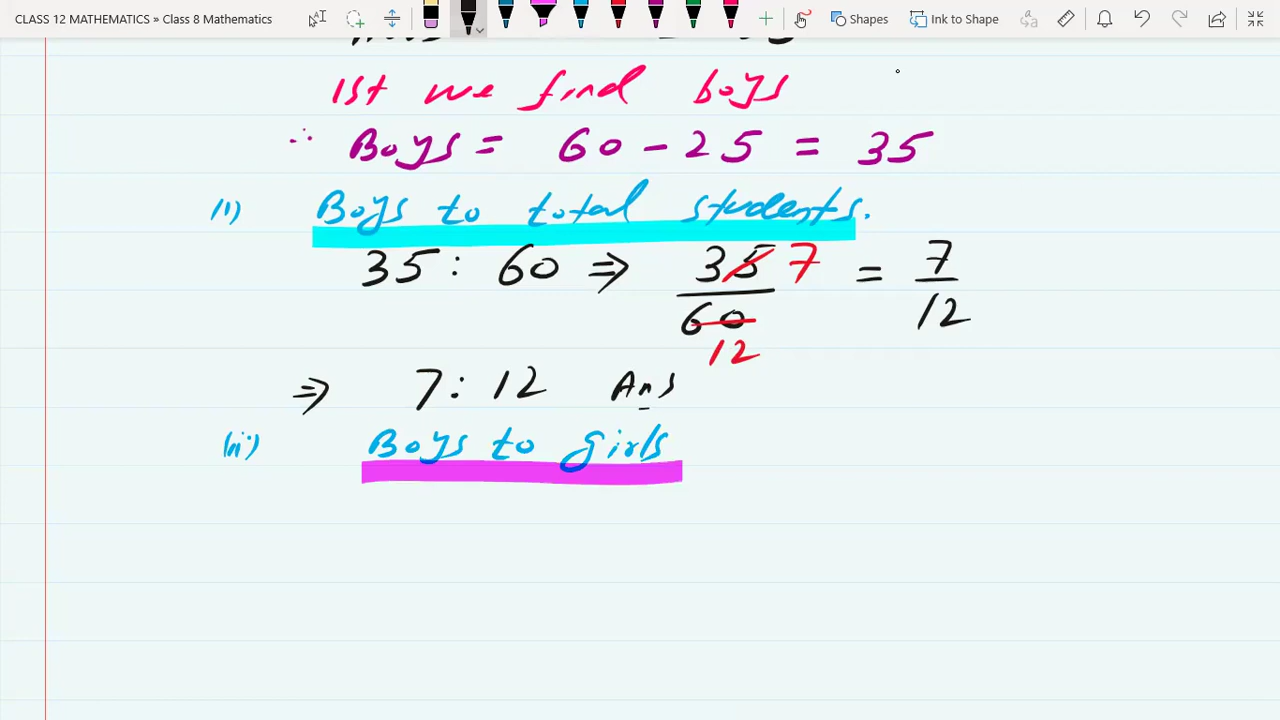 CLASS 12 MATHEMATICS » Class 8 Mathematics Shapes Ink to Shape
1st we find boys
∴ Boys = 60 - 25 = 35
(i) Boys to total students.
35 : 60 ⇒ 35/60 7 12 = 7/12
⇒ 7 : 12 Ans
(ii) Boys to girls